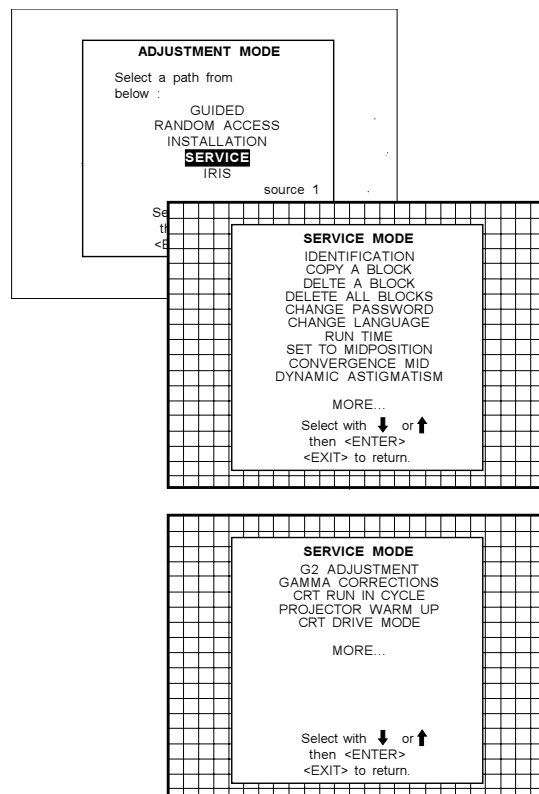 ADJUSTMENT MODE
Select a path from
below :
GUIDED
RANDOM ACCESS
INSTALLATION
SERVICE
IRIS
source 1
SERVICE MODE
IDENTIFICATION
COPY A BLOCK
DELTE A BLOCK
DELETE ALL BLOCKS
CHANGE PASSWORD
CHANGE LANGUAGE
RUN TIME
SET TO MIDPOSITION
CONVERGENCE MID
DYNAMIC ASTIGMATISM
MORE...
Select with ⬇ or ⬆
then <ENTER>
<EXIT> to return.
SERVICE MODE
G2 ADJUSTMENT
GAMMA CORRECTIONS
CRT RUN IN CYCLE
PROJECTOR WARM UP
CRT DRIVE MODE
MORE...
Select with ⬇ or ⬆
then <ENTER>
<EXIT> to return.